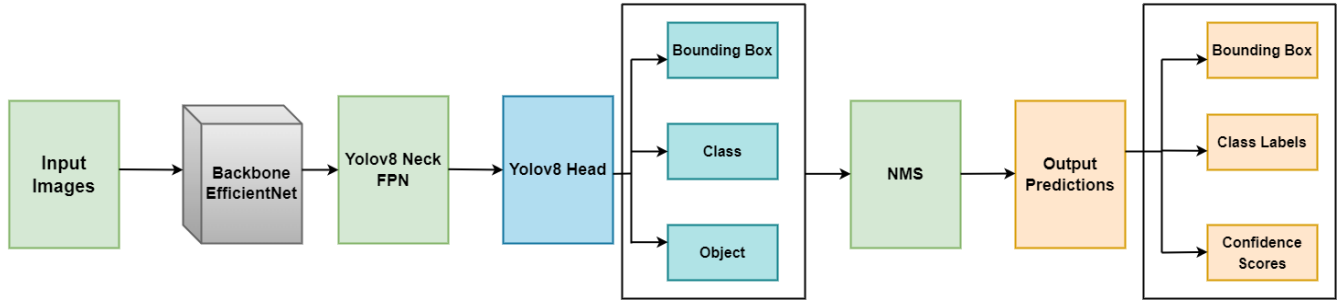 Input
Images
Backbone
EfficientNet
Yolov8 Neck
FPN
Yolov8 Head
Bounding Box
Class
Object
NMS
Output
Predictions
Bounding Box
Class Labels
Confidence
Scores